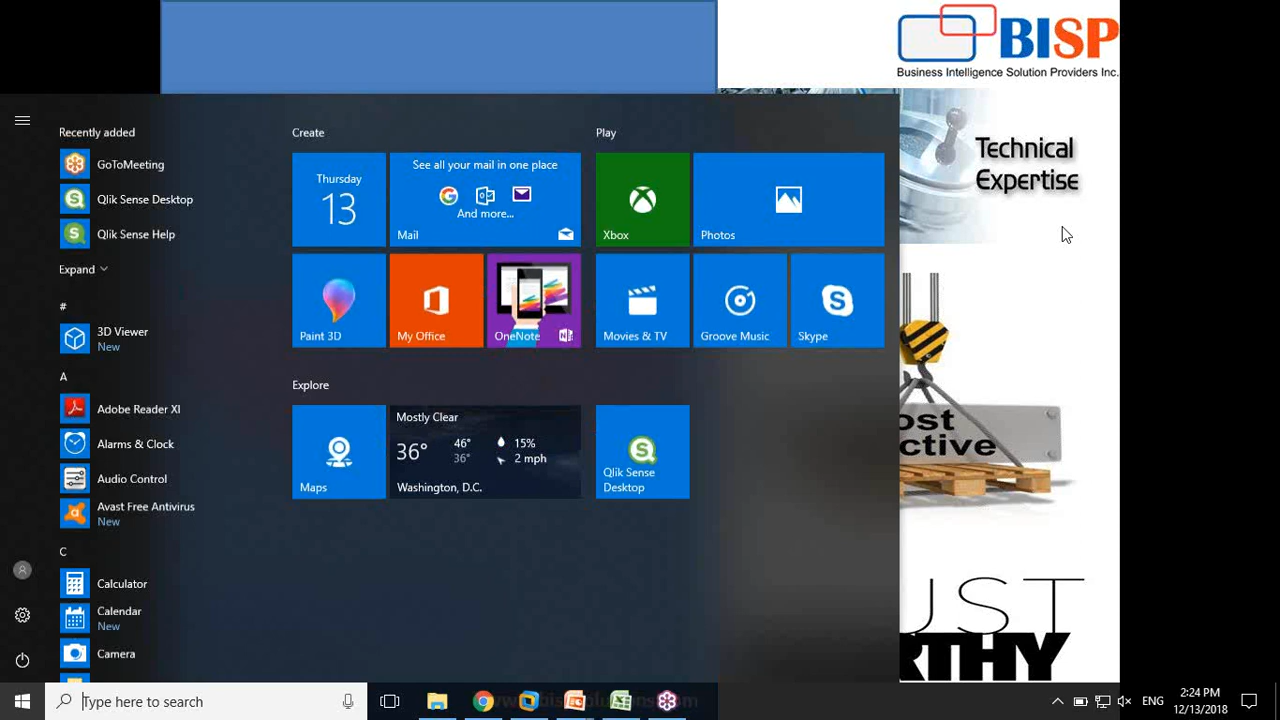 BISP
Business Intelligence Solution Providers Inc.
Technical
Expertise
ost
ctive
UST
RTHY
Recently added
GoToMeeting
Qlik Sense Desktop
Qlik Sense Help
Expand
#
3D Viewer
New
A
Adobe Reader XI
Alarms & Clock
Audio Control
Avast Free Antivirus
New
C
Calculator
Calendar
New
Camera
Create
Thursday
13
See all your mail in one place
And more...
Mail
Paint 3D
My Office
OneNote
Play
Xbox
Photos
Movies & TV
Groove Music
Skype
Explore
Maps
Mostly Clear
36° 46° 15%
36° 2 mph
Washington, D.C.
Qlik Sense
Desktop
Type here to search
ENG
2:24 PM
12/13/2018